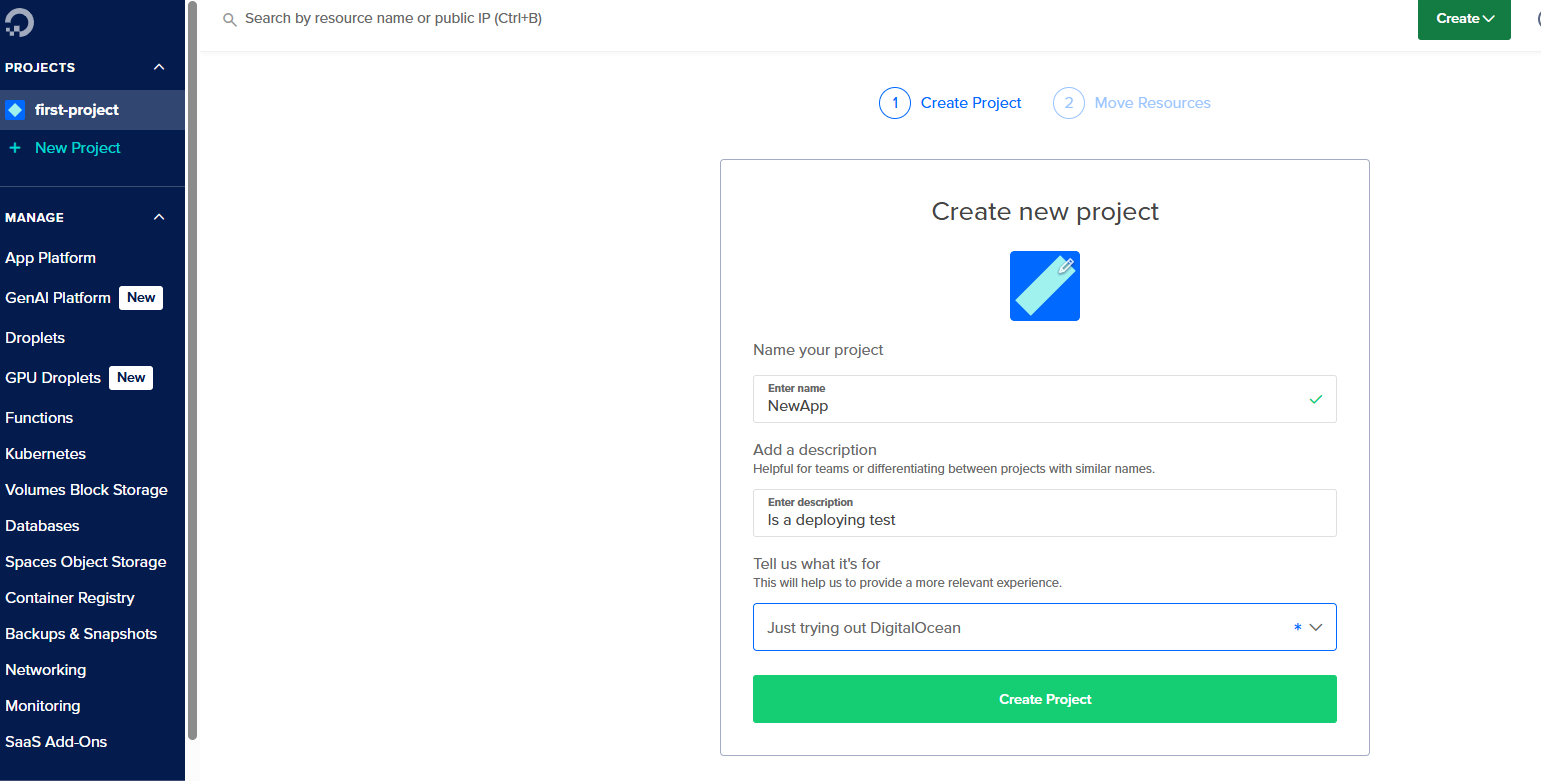 Search by resource name or public IP (Ctrl+B)
Create
PROJECTS
first-project
+ New Project
MANAGE
App Platform
GenAI Platform New
Droplets
GPU Droplets New
Functions
Kubernetes
Volumes Block Storage
Databases
Spaces Object Storage
Container Registry
Backups & Snapshots
Networking
Monitoring
SaaS Add-Ons
1 Create Project 2 Move Resources
Create new project
Name your project
Enter name
NewApp
Add a description
Helpful for teams or differentiating between projects with similar names.
Enter description
Is a deploying test
Tell us what it's for
This will help us to provide a more relevant experience.
Just trying out DigitalOcean *
Create Project